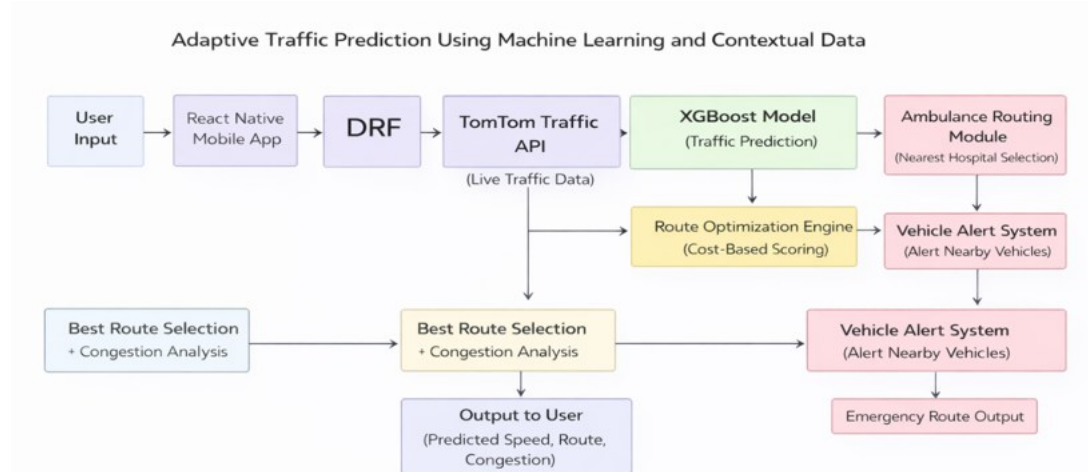 Adaptive Traffic Prediction Using Machine Learning and Contextual Data
User
Input
React Native
Mobile App
DRF
TomTom Traffic
API
(Live Traffic Data)
XGBoost Model
(Traffic Prediction)
Ambulance Routing
Module
(Nearest Hospital Selection)
Route Optimization Engine
(Cost-Based Scoring)
Vehicle Alert System
(Alert Nearby Vehicles)
Best Route Selection
+ Congestion Analysis
Best Route Selection
+ Congestion Analysis
Vehicle Alert System
(Alert Nearby Vehicles)
Output to User
(Predicted Speed, Route,
Congestion)
Emergency Route Output